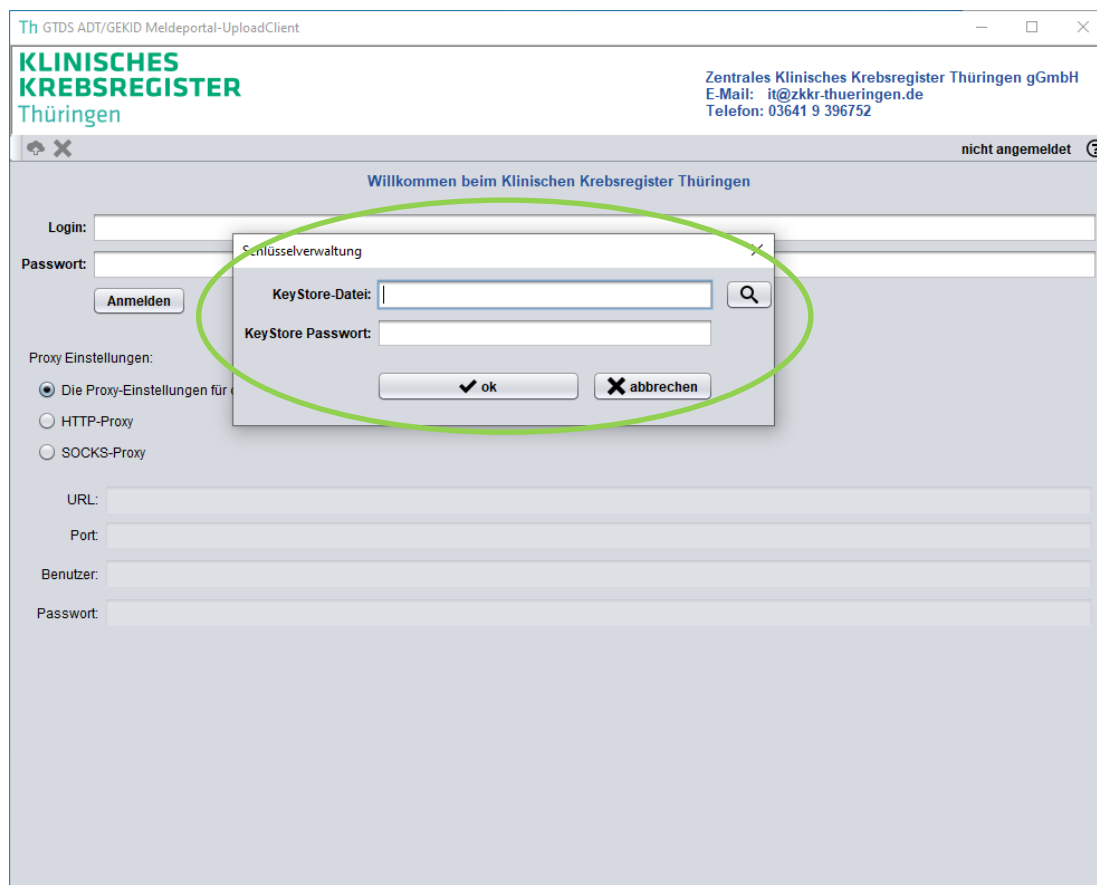 Th GTDS ADT/GEKID Meldeportal-UploadClient
KLINISCHES
KREBSREGISTER
Thüringen
Zentrales Klinisches Krebsregister Thüringen gGmbH
E-Mail: it@zkkr-thueringen.de
Telefon: 03641 9 396752
nicht angemeldet
Willkommen beim Klinischen Krebsregister Thüringen
Login:
Passwort:
Anmelden
Schlüsselverwaltung
KeyStore-Datei:
KeyStore Passwort:
ok
abbrechen
Proxy Einstellungen:
Die Proxy-Einstellungen für
HTTP-Proxy
SOCKS-Proxy
URL:
Port:
Benutzer:
Passwort: